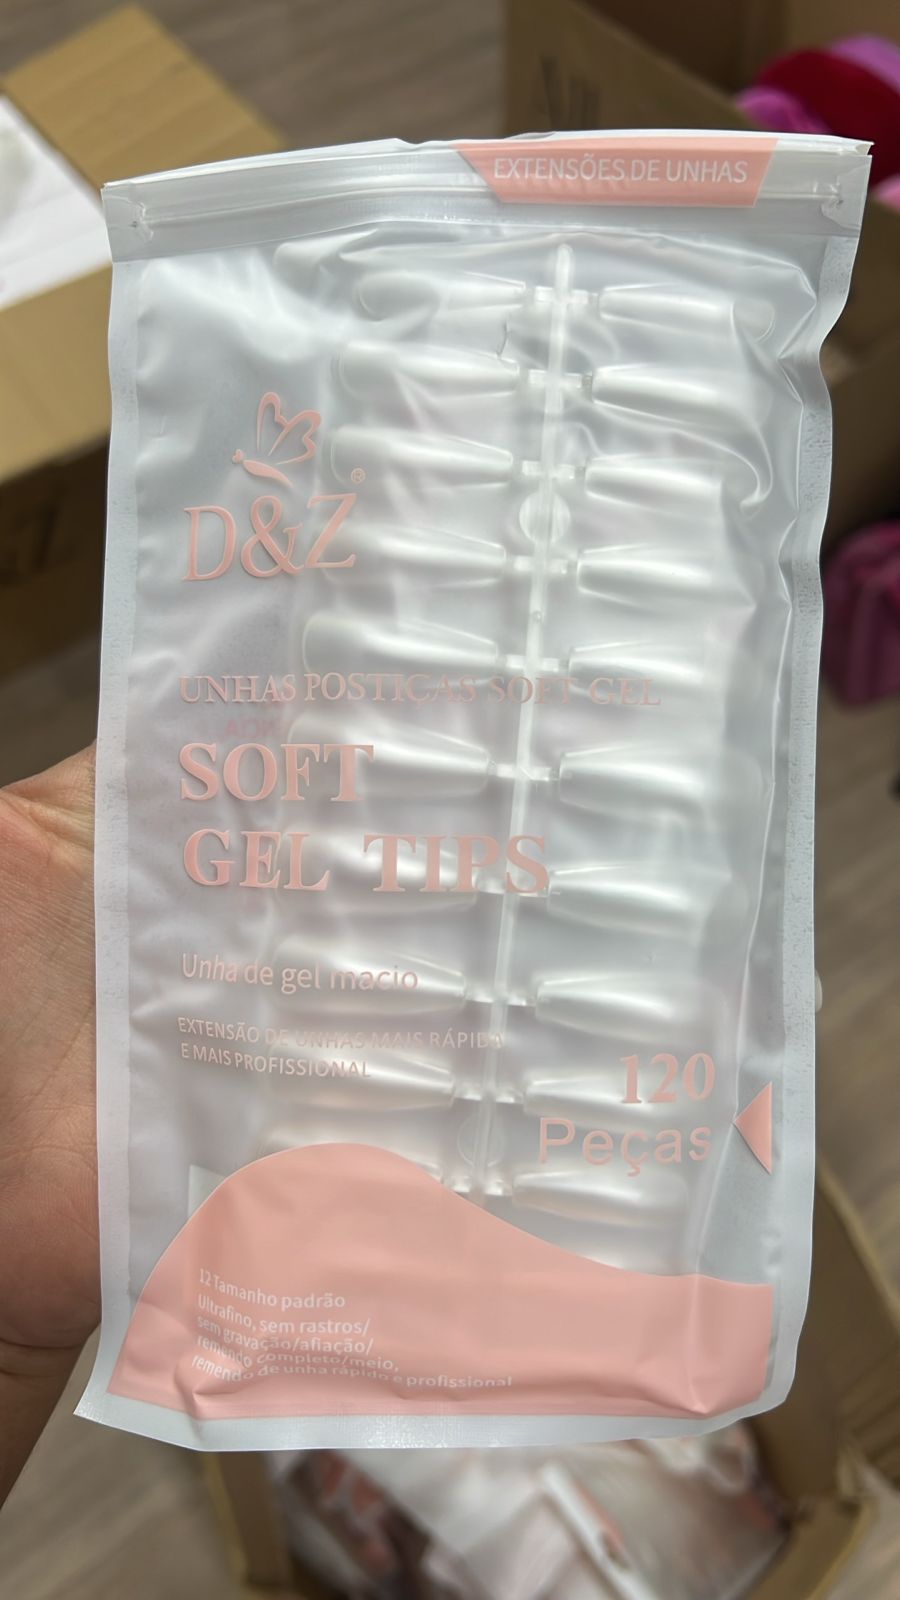 EXTENSÕES DE UNHAS
D&Z®
UNHAS POSTIÇAS SOFT GEL
SOFT
GEL TIPS
Unha de gel macio
EXTENSÃO DE UNHAS MAIS RÁPIDA
E MAIS PROFISSIONAL
120
Peças
12 Tamanho padrão
Ultrafino, sem rastros/
sem gravação/afiação/
remendo completo/meio,
remendo de unha rápido e profissional